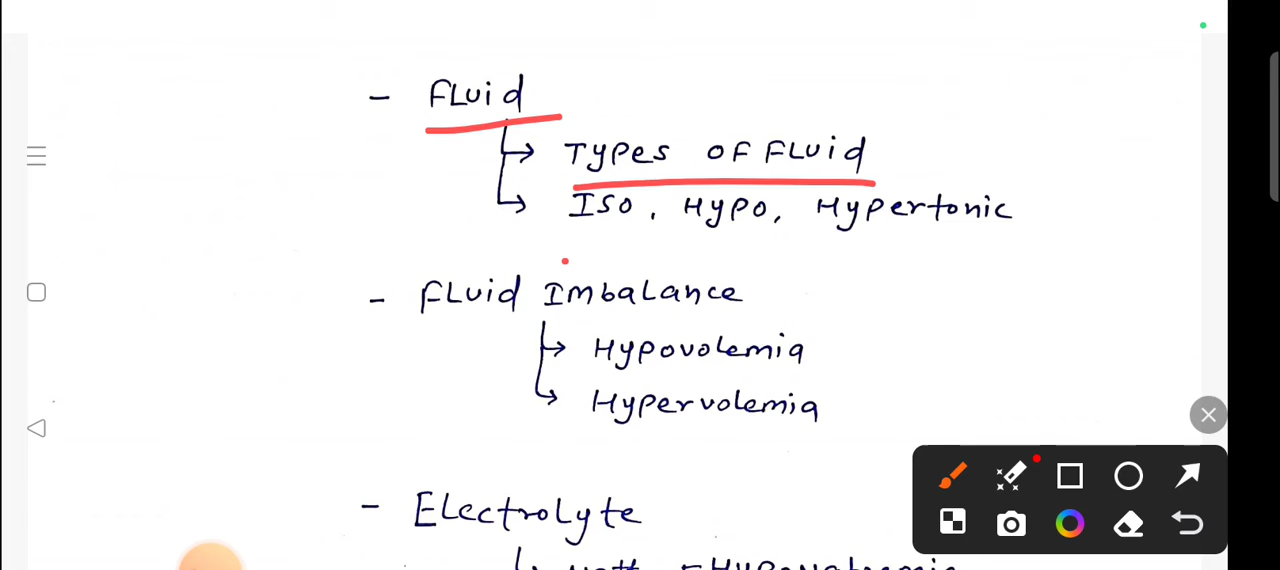 - Fluid
Types of Fluid
Iso, Hypo, Hypertonic
- Fluid Imbalance
Hypovolemia
Hypervolemia
- Electrolyte